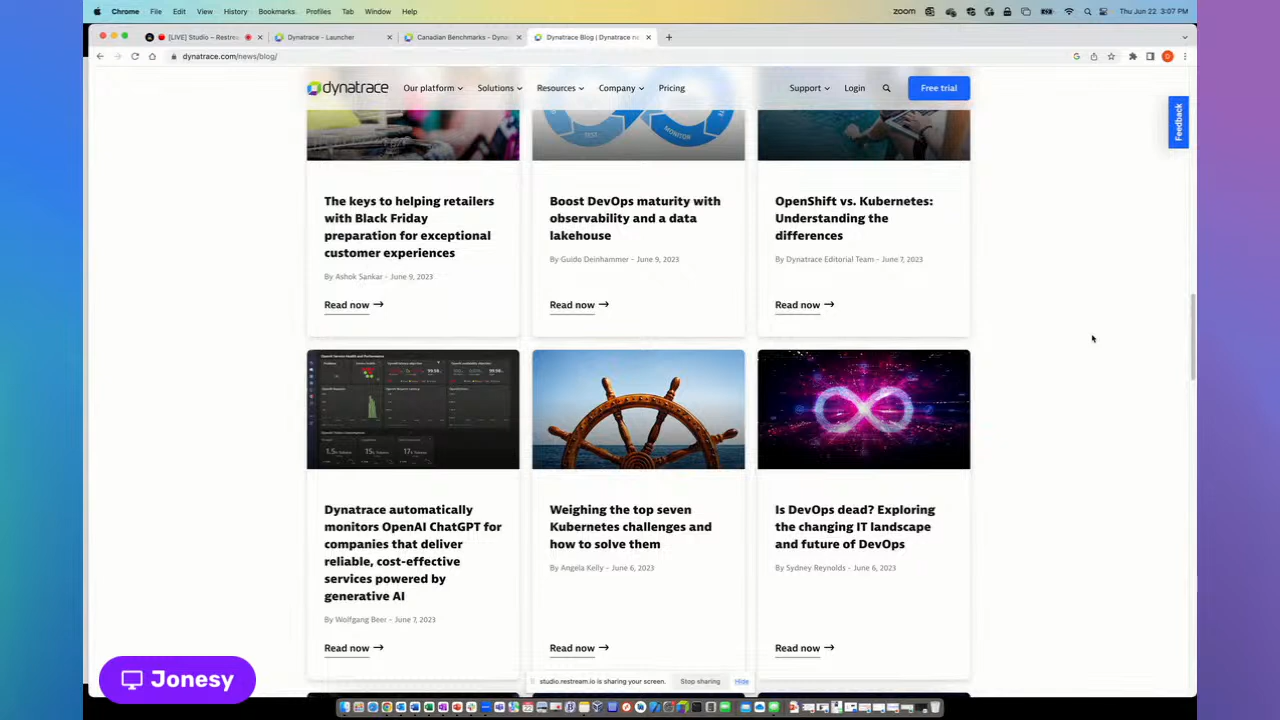 Chrome File Edit View History Bookmarks Profiles Tab Window Help
zoom
Thu Jun 22 3:07 PM
[LIVE] Studio – Restrea
Dynatrace - Launcher
Canadian Benchmarks - Dyna
Dynatrace Blog | Dynatrace ne
dynatrace.com/news/blog/
dynatrace
Our platform
Solutions
Resources
Company
Pricing
Support
Login
Free trial
Feedback
TEST
MONITOR
The keys to helping retailers
with Black Friday
preparation for exceptional
customer experiences
By Ashok Sankar - June 9, 2023
Read now →
Boost DevOps maturity with
observability and a data
lakehouse
By Guido Deinhammer - June 9, 2023
Read now →
OpenShift vs. Kubernetes:
Understanding the
differences
By Dynatrace Editorial Team - June 7, 2023
Read now →
Dynatrace automatically
monitors OpenAI ChatGPT for
companies that deliver
reliable, cost-effective
services powered by
generative AI
By Wolfgang Beer - June 7, 2023
Read now →
Weighing the top seven
Kubernetes challenges and
how to solve them
By Angela Kelly - June 6, 2023
Read now →
Is DevOps dead? Exploring
the changing IT landscape
and future of DevOps
By Sydney Reynolds - June 6, 2023
Read now →
studio.restream.io is sharing your screen.
Stop sharing
Hide
Jonesy